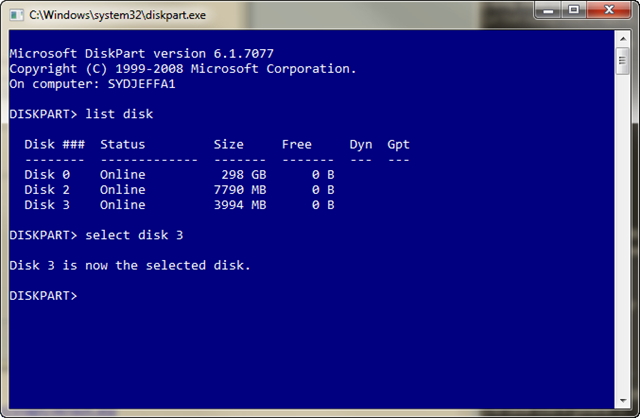 C:\Windows\system32\diskpart.exe
Microsoft DiskPart version 6.1.7077
Copyright (C) 1999-2008 Microsoft Corporation.
On computer: SYDJEFFA1
DISKPART> list disk
  Disk ###  Status         Size     Free     Dyn  Gpt
  --------  -------------  -------  -------  ---  ---
  Disk 0    Online          298 GB      0 B
  Disk 2    Online         7790 MB      0 B
  Disk 3    Online         3994 MB      0 B
DISKPART> select disk 3
Disk 3 is now the selected disk.
DISKPART>